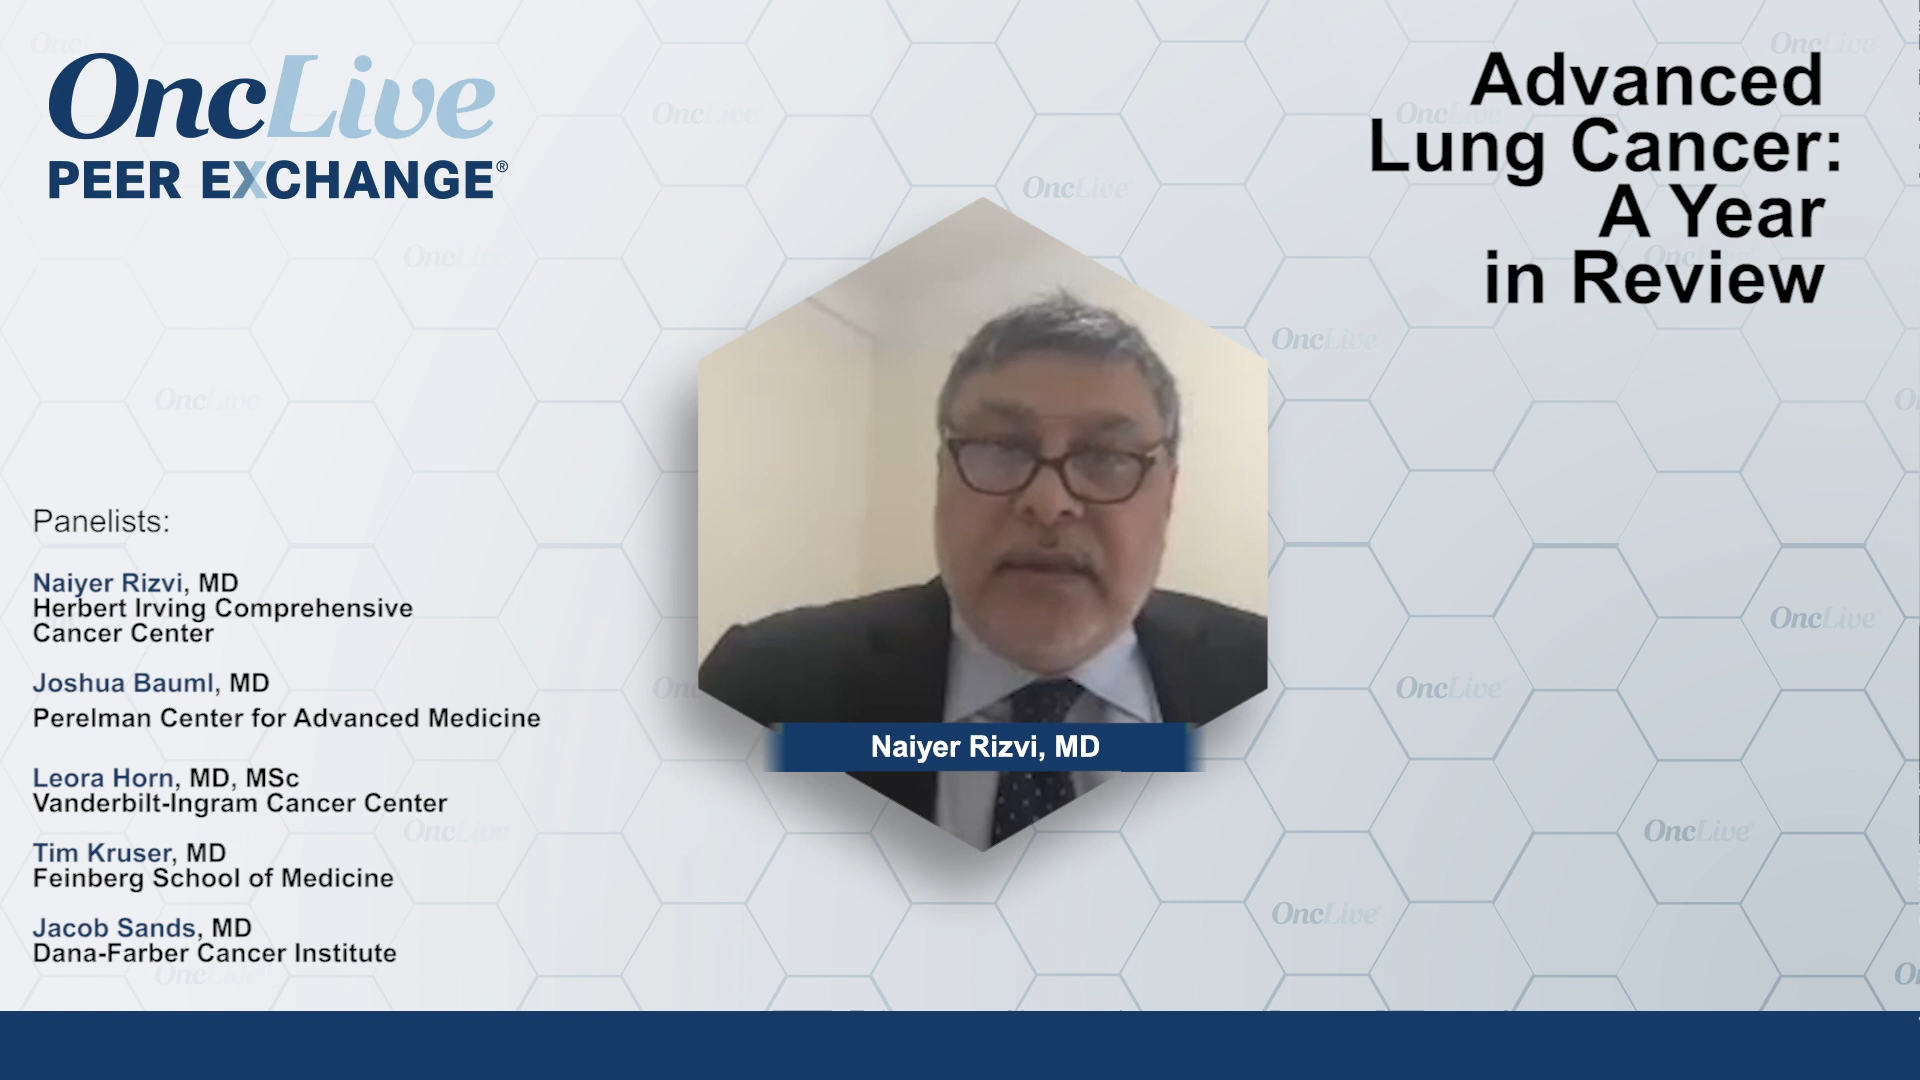 OncLive
PEER EXCHANGE®
Advanced
Lung Cancer:
A Year
in Review
Panelists:
Naiyer Rizvi, MD
Herbert Irving Comprehensive
Cancer Center
Joshua Bauml, MD
Perelman Center for Advanced Medicine
Leora Horn, MD, MSc
Vanderbilt-Ingram Cancer Center
Tim Kruser, MD
Feinberg School of Medicine
Jacob Sands, MD
Dana-Farber Cancer Institute
Naiyer Rizvi, MD